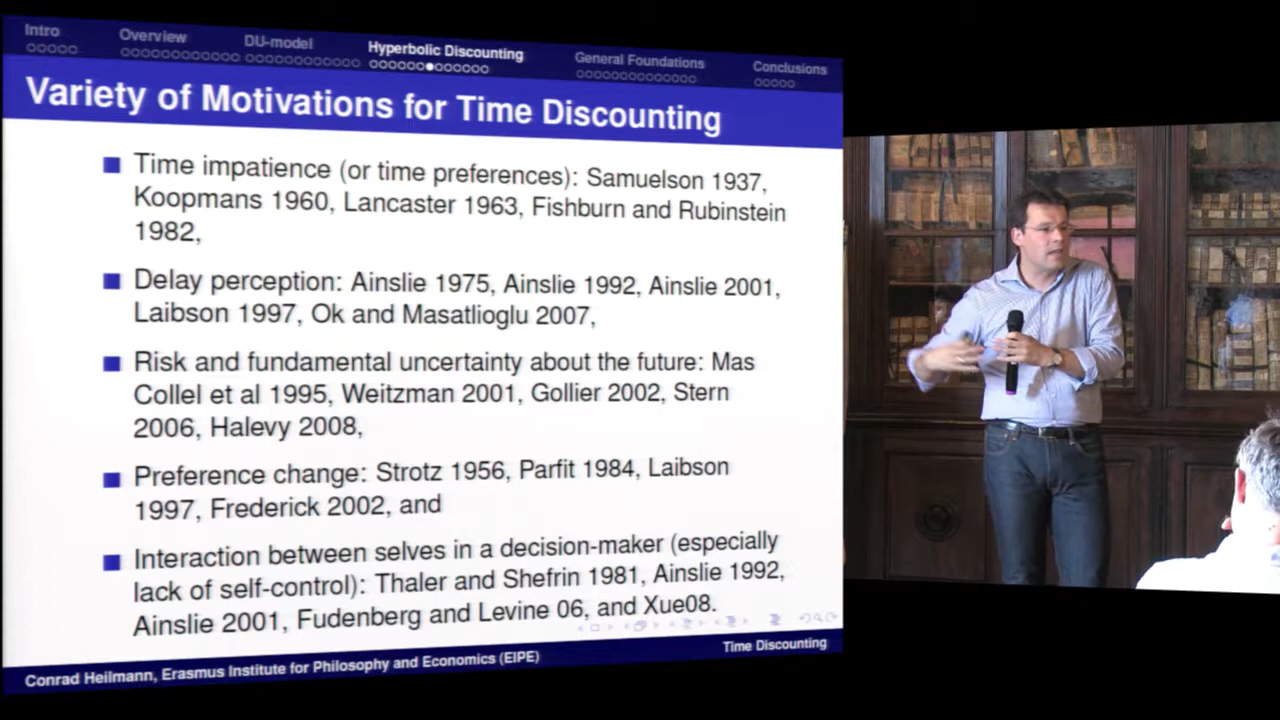 Intro Overview DU-model Hyperbolic Discounting General Foundations Conclusions
Variety of Motivations for Time Discounting
Time impatience (or time preferences): Samuelson 1937,
Koopmans 1960, Lancaster 1963, Fishburn and Rubinstein
1982,
Delay perception: Ainslie 1975, Ainslie 1992, Ainslie 2001,
Laibson 1997, Ok and Masatlioglu 2007,
Risk and fundamental uncertainty about the future: Mas
Collel et al 1995, Weitzman 2001, Gollier 2002, Stern
2006, Halevy 2008,
Preference change: Strotz 1956, Parfit 1984, Laibson
1997, Frederick 2002, and
Interaction between selves in a decision-maker (especially
lack of self-control): Thaler and Shefrin 1981, Ainslie 1992,
Ainslie 2001, Fudenberg and Levine 06, and Xue08.
Conrad Heilmann, Erasmus Institute for Philosophy and Economics (EIPE) Time Discounting